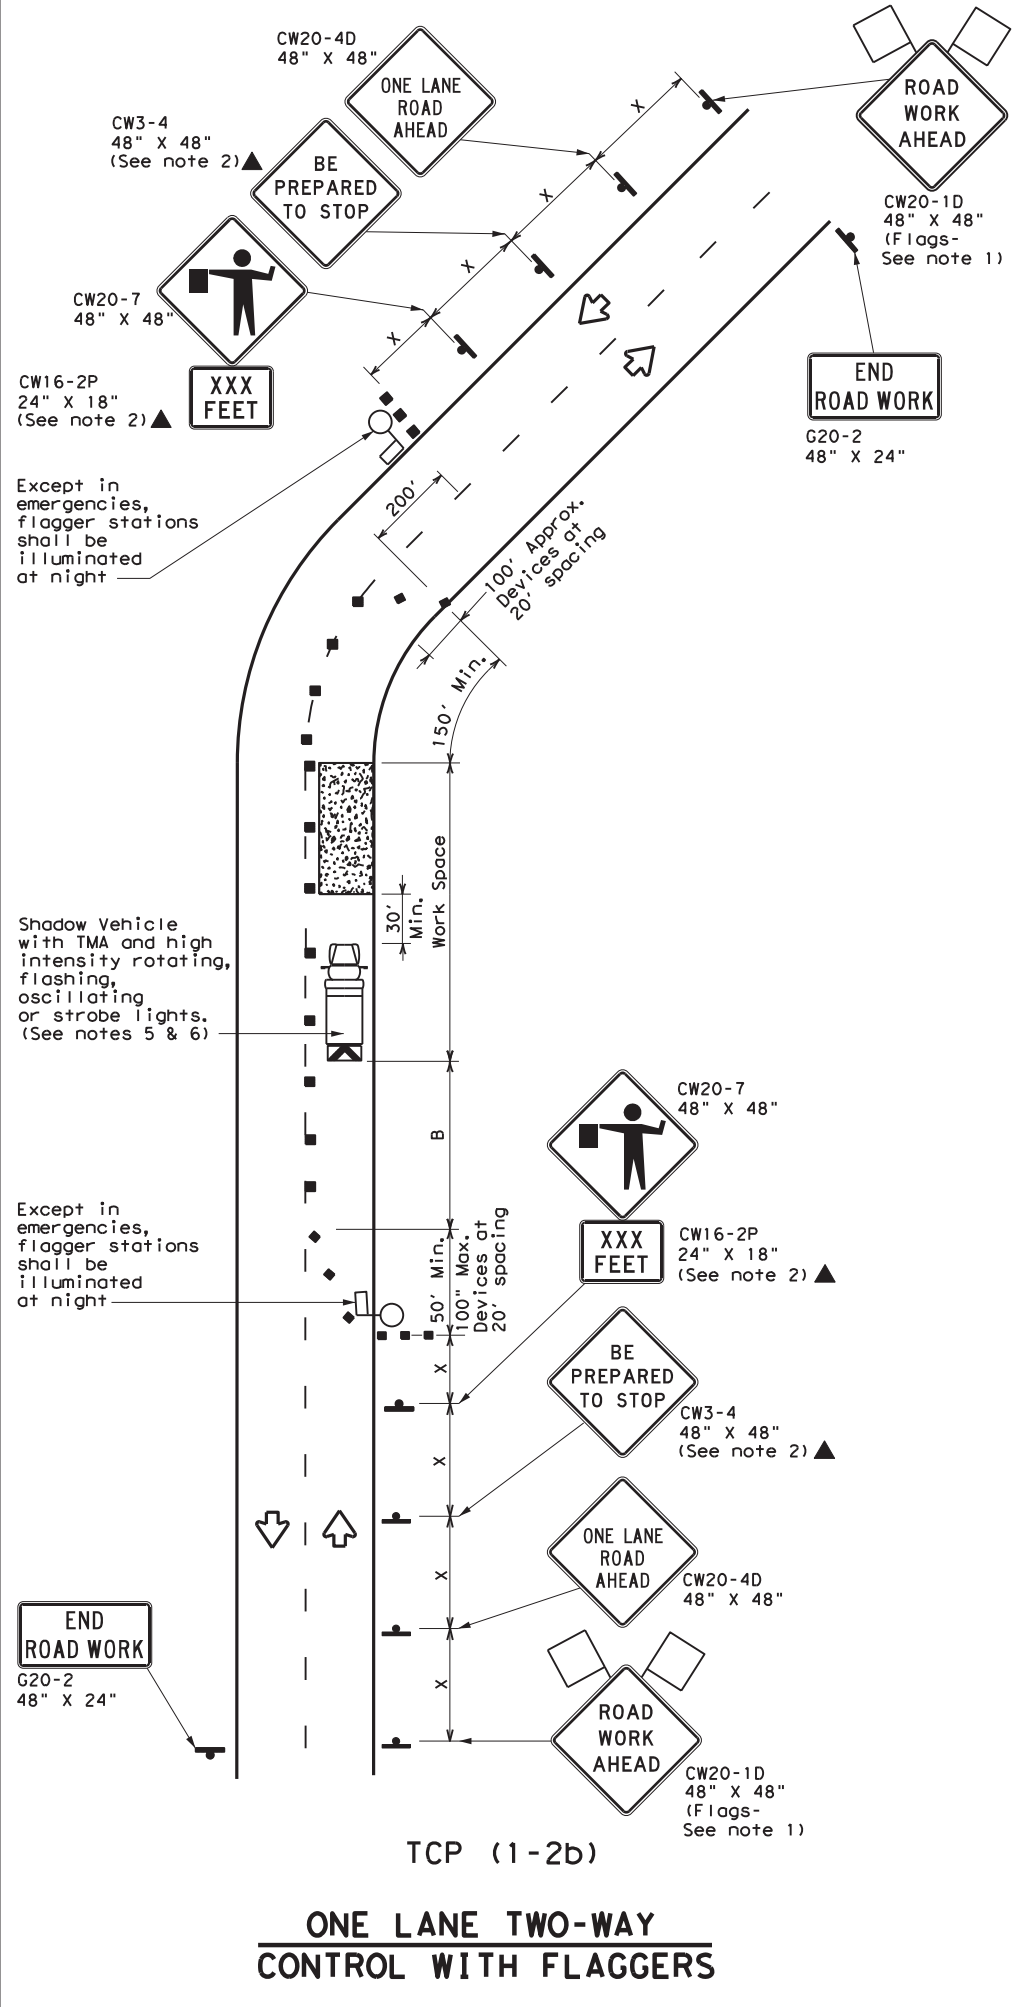 CW20-4D
48" X 48"
ONE LANE
ROAD
AHEAD
ROAD
WORK
AHEAD
CW20-1D
48" X 48"
(Flags-
See note 1)
CW3-4
48" X 48"
(See note 2)
BE
PREPARED
TO STOP
X
X
X
X
CW20-7
48" X 48"
CW16-2P
24" X 18"
(See note 2)
XXX
FEET
END
ROAD WORK
G20-2
48" X 24"
Except in
emergencies,
flagger stations
shall be
illuminated
at night
200'
100' Approx.
Devices at
20' spacing
150' Min.
Work Space
30'
Min.
Shadow Vehicle
with TMA and high
intensity rotating,
flashing,
oscillating
or strobe lights.
(See notes 5 & 6)
B
CW20-7
48" X 48"
XXX
FEET
CW16-2P
24" X 18"
(See note 2)
Except in
emergencies,
flagger stations
shall be
illuminated
at night
50' Min.
100" Max.
Devices at
20' spacing
X
BE
PREPARED
TO STOP
CW3-4
48" X 48"
(See note 2)
X
ONE LANE
ROAD
AHEAD
CW20-4D
48" X 48"
X
END
ROAD WORK
G20-2
48" X 24"
X
ROAD
WORK
AHEAD
CW20-1D
48" X 48"
(Flags-
See note 1)
TCP (1-2b)
ONE LANE TWO-WAY
CONTROL WITH FLAGGERS